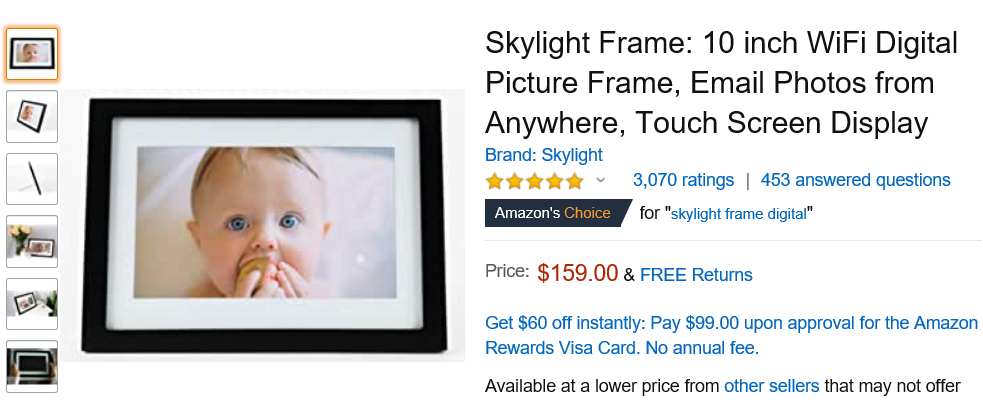 Skylight Frame: 10 inch WiFi Digital
Picture Frame, Email Photos from
Anywhere, Touch Screen Display
Brand: Skylight
3,070 ratings | 453 answered questions
Amazon's Choice for "skylight frame digital"
Price: $159.00 & FREE Returns
Get $60 off instantly: Pay $99.00 upon approval for the Amazon
Rewards Visa Card. No annual fee.
Available at a lower price from other sellers that may not offer